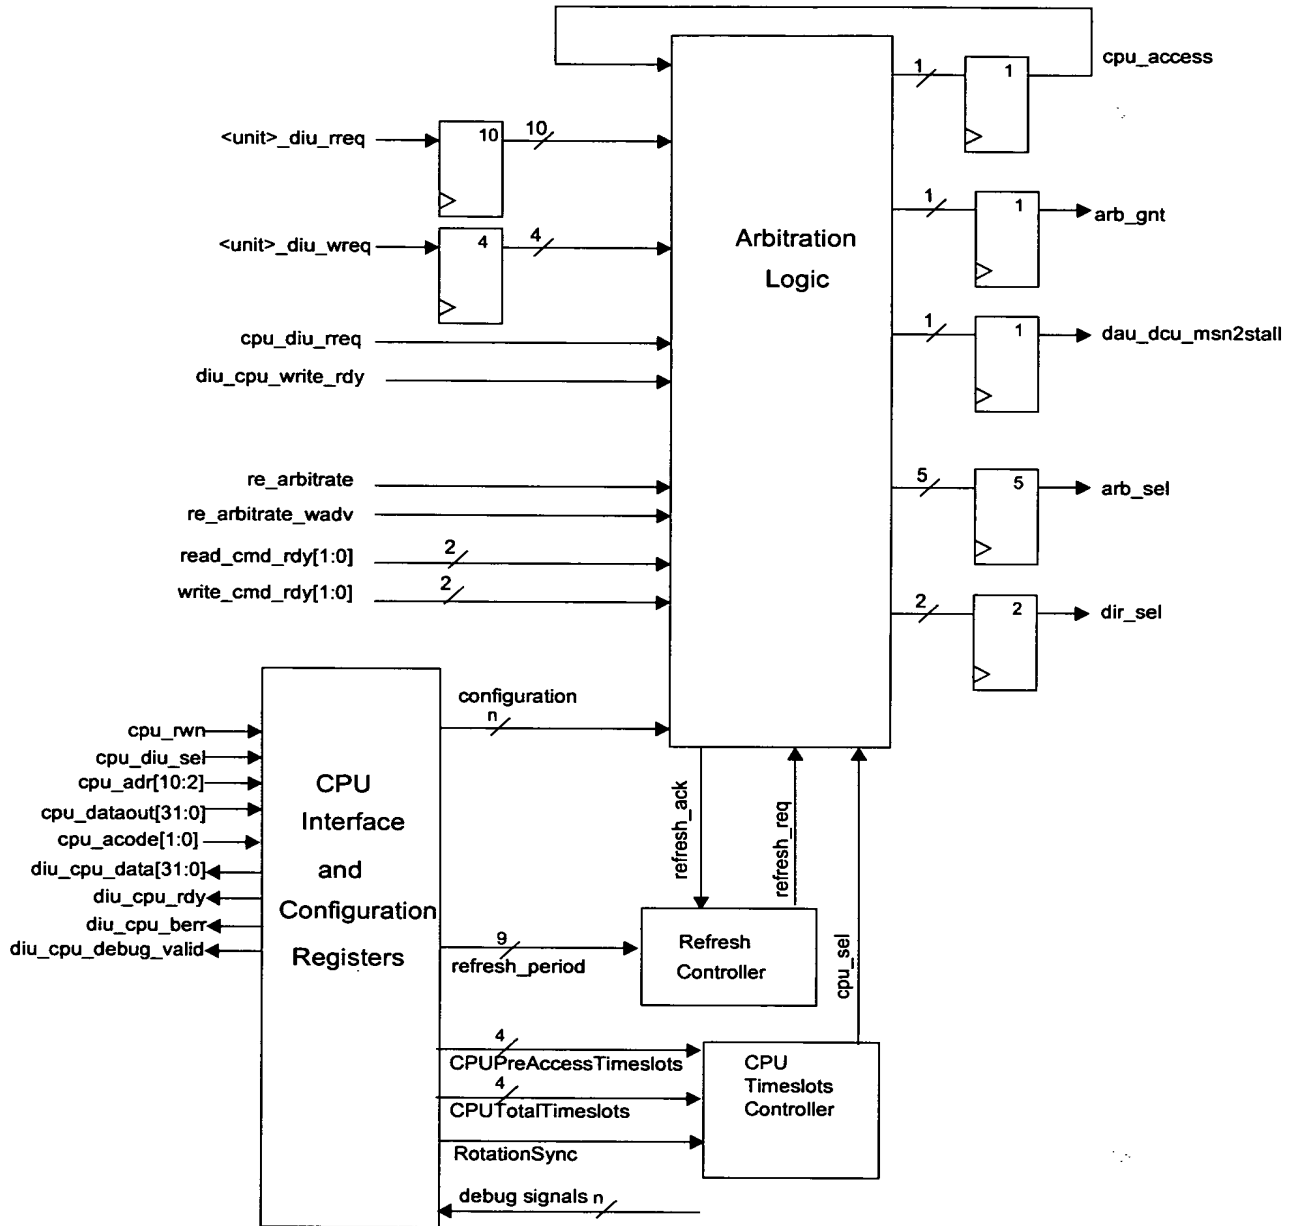 cpu_access
1
1
<unit>_diu_rreq
10
10
1
1
arb_gnt
<unit>_diu_wreq
4
4
Arbitration
Logic
1
1
dau_dcu_msn2stall
cpu_diu_rreq
diu_cpu_write_rdy
re_arbitrate
5
5
arb_sel
re_arbitrate_wadv
read_cmd_rdy[1:0]
2
write_cmd_rdy[1:0]
2
2
2
dir_sel
configuration
n
cpu_rwn
cpu_diu_sel
cpu_adr[10:2]
cpu_dataout[31:0]
cpu_acode[1:0]
diu_cpu_data[31:0]
diu_cpu_rdy
diu_cpu_berr
diu_cpu_debug_valid
CPU
Interface
and
Configuration
Registers
refresh_ack
refresh_req
cpu_sel
9
refresh_period
Refresh
Controller
4
CPUPreAccessTimeslots
4
CPUTotalTimeslots
RotationSync
CPU
Timeslots
Controller
debug signals n